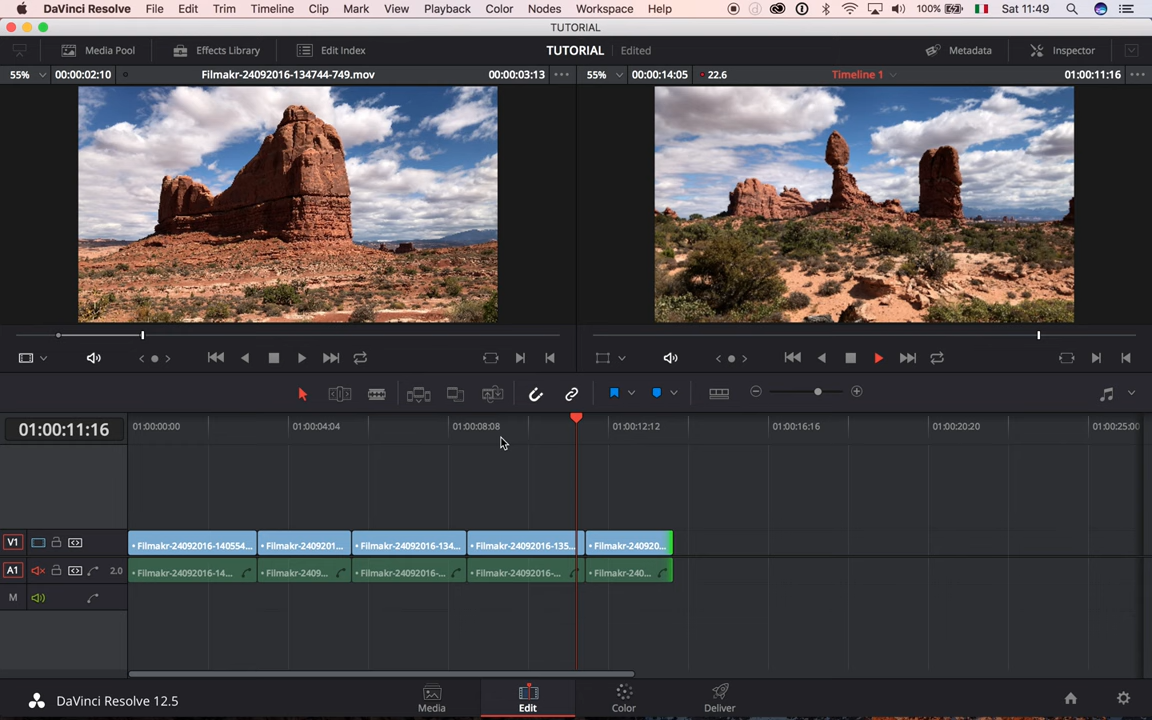 DaVinci Resolve File Edit Trim Timeline Clip Mark View Playback Color Nodes Workspace Help 100% Sat 11:49
TUTORIAL
Media Pool Effects Library Edit Index TUTORIAL Edited Metadata Inspector
55% 00:00:02:10 Filmakr-24092016-134744-749.mov 00:00:03:13 55% 00:00:14:05 22.6 Timeline 1 01:00:11:16
01:00:11:16 01:00:00:00 01:00:04:04 01:00:08:08 01:00:12:12 01:00:16:16 01:00:20:20 01:00:25:00
V1 Filmakr-24092016-140554... Filmakr-2409201... Filmakr-24092016-134... Filmakr-24092016-135... Filmakr-240920...
A1 2.0 Filmakr-24092016-14... Filmakr-2409... Filmakr-24092016-... Filmakr-24092016-... Filmakr-240...
M
DaVinci Resolve 12.5 Media Edit Color Deliver